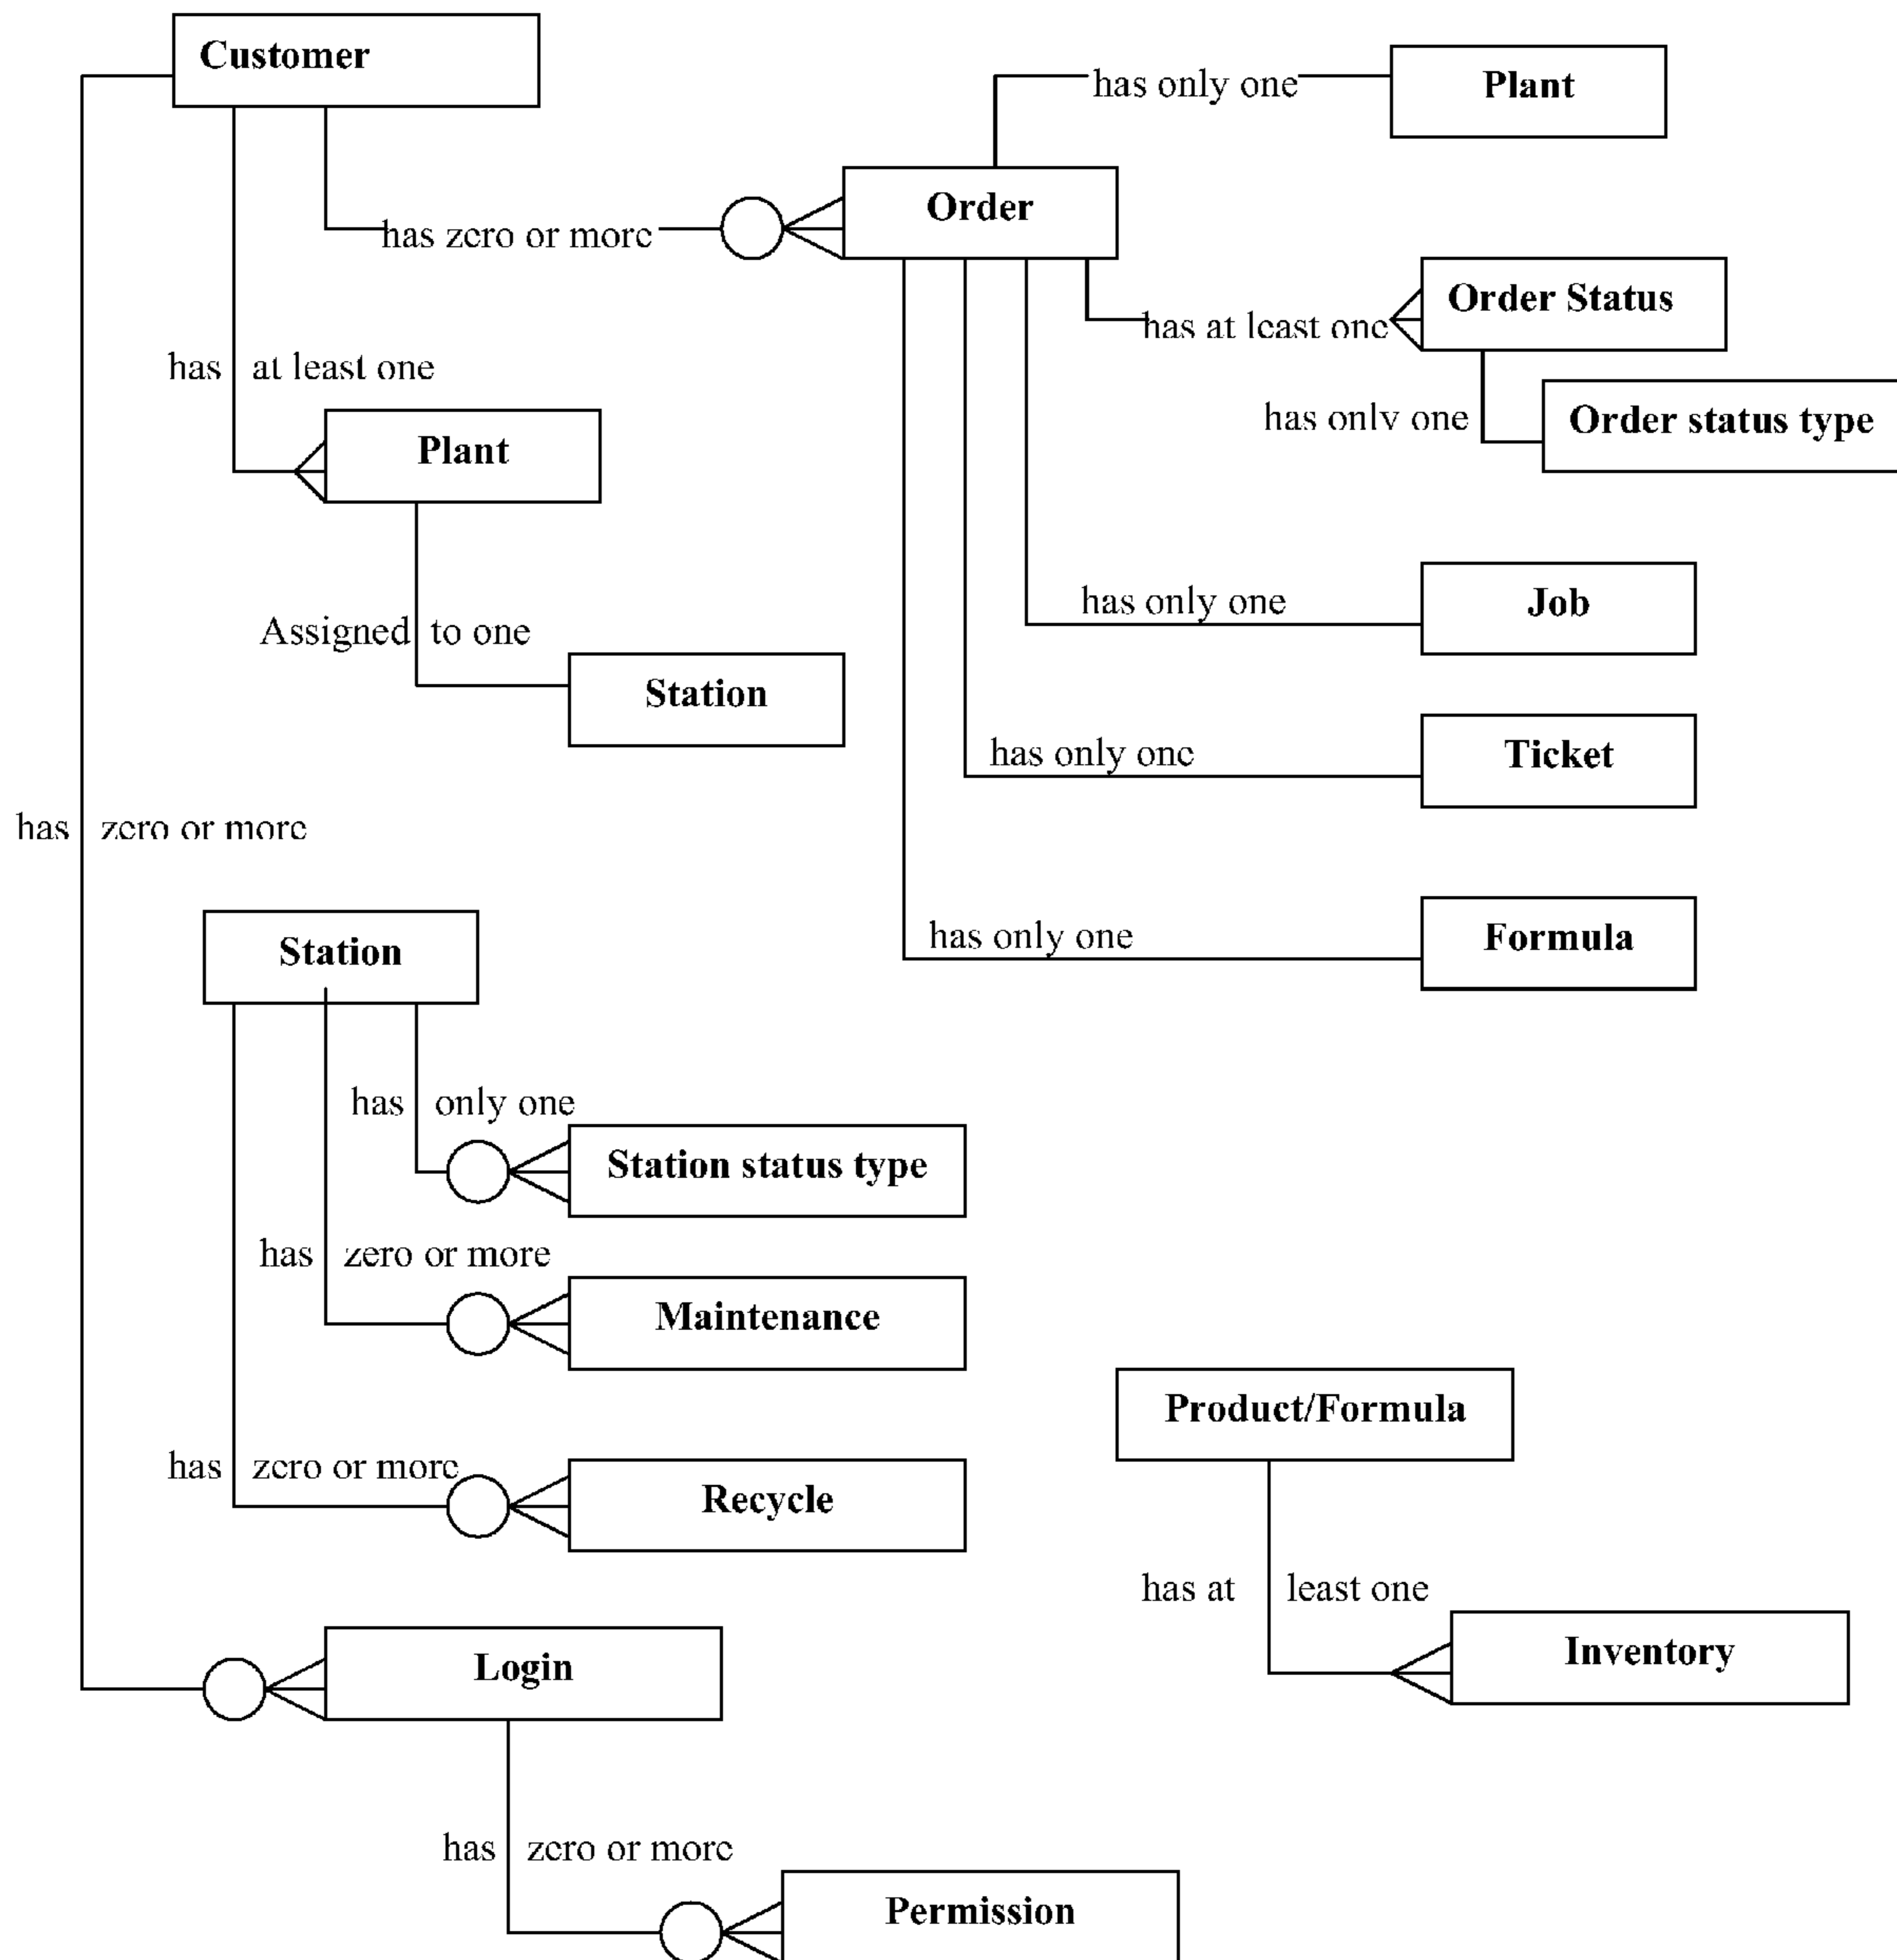 Customer
Plant
has only one
Order
has zero or more
Order Status
has at least one
has at least one
Order status type
has only one
Plant
Job
has only one
Assigned to one
Station
Ticket
has only one
has zero or more
Formula
has only one
Station
has only one
Station status type
has zero or more
Maintenance
Product/Formula
has zero or more
Recycle
has at least one
Inventory
Login
has zero or more
Permission